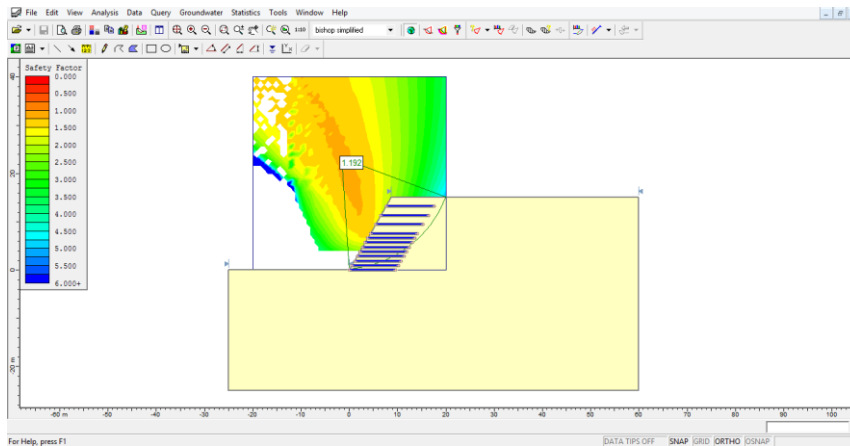 File Edit View Analysis Data Query Groundwater Statistics Tools Window Help
bishop simplified
Safety Factor
0.000
0.500
1.000
1.500
2.000
2.500
3.000
3.500
4.000
4.500
5.000
5.500
6.000+
1.192
40
20
0
-20 m
-60 m -50 -40 -30 -20 -10 0 10 20 30 40 50 60 70 80 90 100
For Help, press F1
DATA TIPS OFF SNAP GRID ORTHO OSNAP